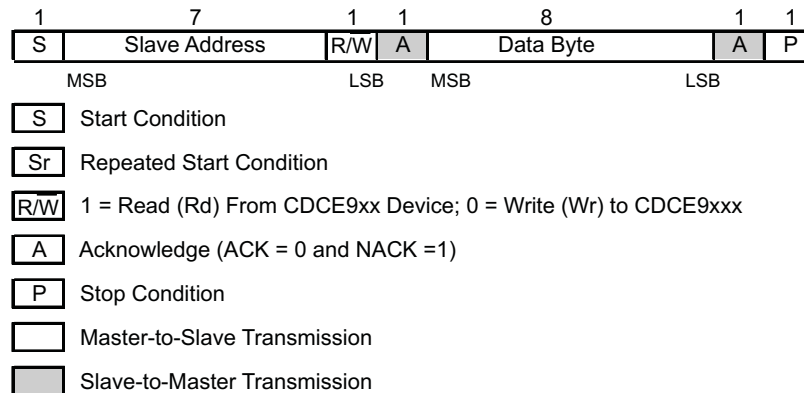 1 7 1 1 8 1 1
S Slave Address R/W̅ A Data Byte A P
MSB LSB MSB LSB
S Start Condition
Sr Repeated Start Condition
R/W̅ 1 = Read (Rd) From CDCE9xx Device; 0 = Write (Wr) to CDCE9xxx
A Acknowledge (ACK = 0 and NACK =1)
P Stop Condition
Master-to-Slave Transmission
Slave-to-Master Transmission